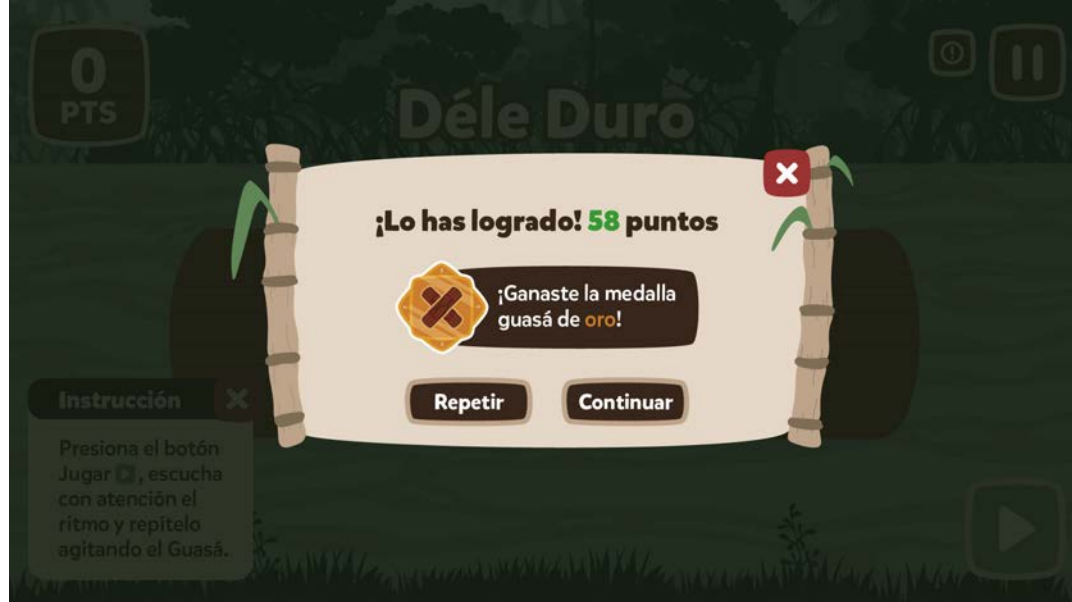 0
PTS
Déle Duro
¡Lo has logrado! 58 puntos
¡Ganaste la medalla
guasá de oro!
Repetir
Continuar
Instrucción
Presiona el botón
Jugar , escucha
con atención el
ritmo y repítelo
agitando el Guasá.